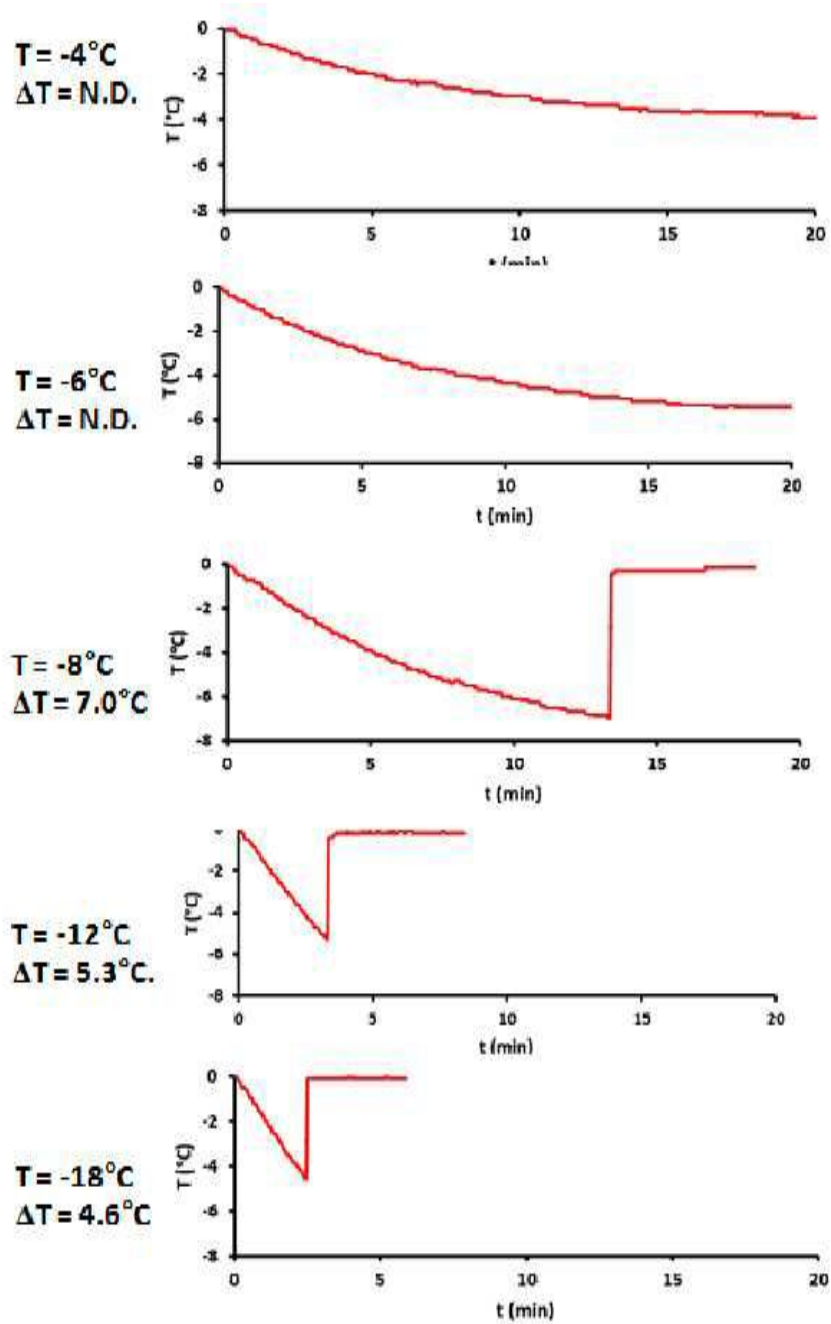 T = -4°C
ΔT = N.D.
T (°C)
0
-2
-4
-6
-8
0 5 10 15 20
T = -6°C
ΔT = N.D.
T (°C)
0
-2
-4
-6
-8
0 5 10 15 20
t (min)
T = -8°C
ΔT = 7.0°C
T (°C)
0
-2
-4
-6
-8
0 5 10 15 20
t (min)
T = -12°C
ΔT = 5.3°C.
T (°C)
-2
-4
-6
-8
0 5 10 15 20
t (min)
T = -18°C
ΔT = 4.6°C
T (°C)
0
-2
-4
-6
-8
0 5 10 15 20
t (min)